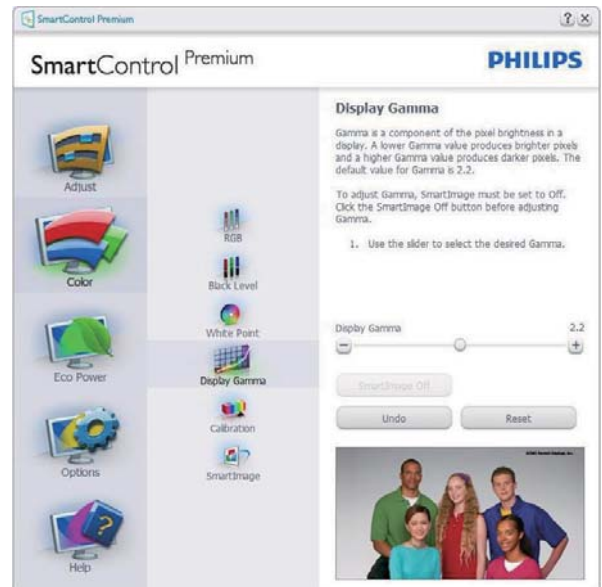 SmartControl Premium
? ×
SmartControl Premium
PHILIPS
Adjust
Color
Eco Power
Options
Help
RGB
Black Level
White Point
Display Gamma
Calibration
SmartImage
Display Gamma
Gamma is a component of the pixel brightness in a
display. A lower Gamma value produces brighter pixels
and a higher Gamma value produces darker pixels. The
default value for Gamma is 2.2.
To adjust Gamma, SmartImage must be set to Off.
Click the SmartImage Off button before adjusting
Gamma.
1. Use the slider to select the desired Gamma.
Display Gamma 2.2
SmartImage Off
Undo Reset